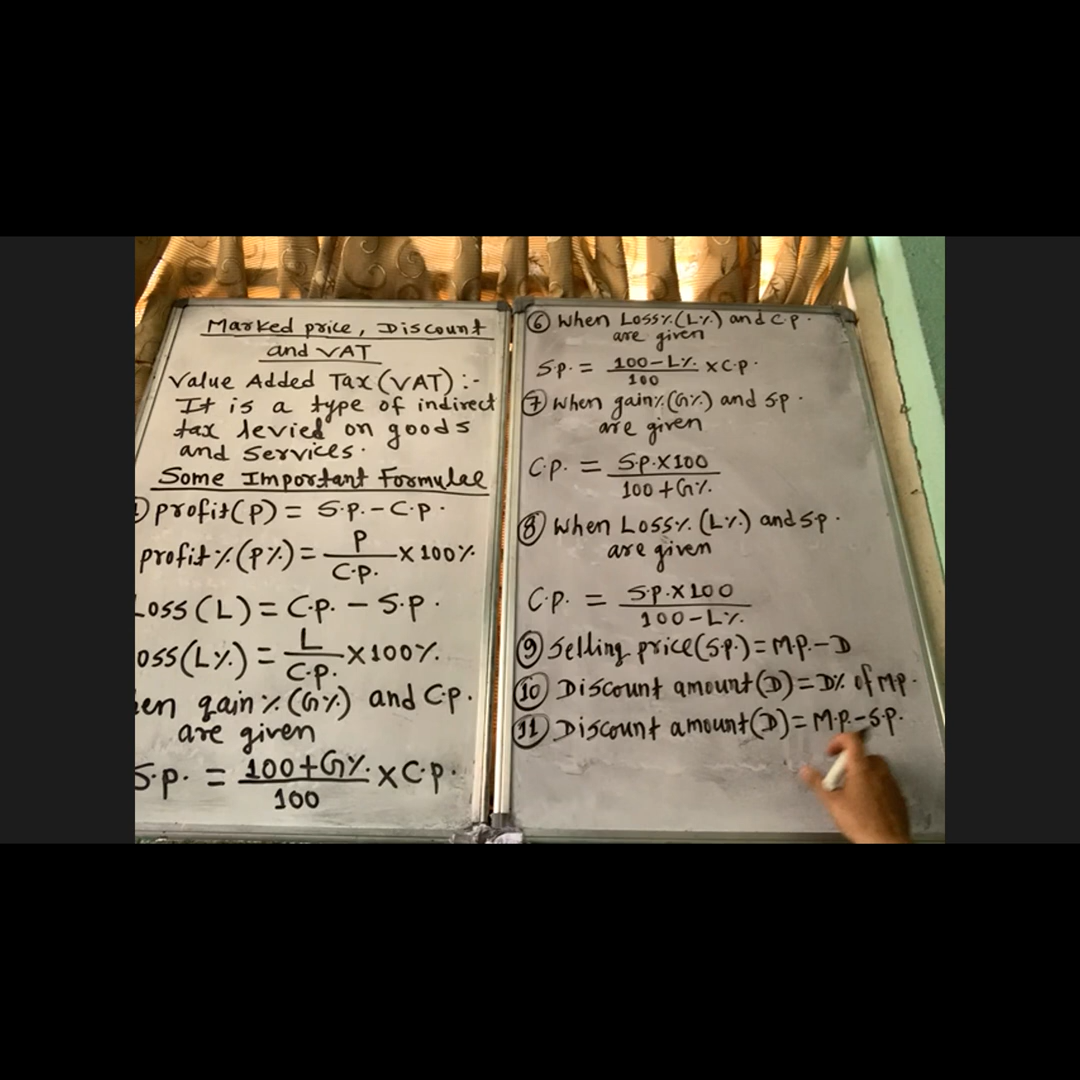 Marked price, Discount
and VAT
Value Added Tax (VAT) :-
It is a type of indirect
tax levied on goods
and services.
Some Important Formulae
1) profit(P) = S.P. - C.P.
profit%(P%) = P/C.P. × 100%
Loss(L) = C.P. - S.P.
oss(L%) = L/C.P. × 100%
en gain%(G%) and C.P.
are given
S.P. = 100+G%/100 × C.P.
⑥ When Loss%(L%) and C.P.
are given
S.P. = 100-L%/100 × C.P.
⑦ When gain%(G%) and S.P.
are given
C.P. = S.P.×100/100+G%
⑧ When Loss%(L%) and S.P.
are given
C.P. = S.P.×100/100-L%
⑨ Selling price(S.P.) = M.P. - D
⑩ Discount amount(D) = D% of M.P.
⑪ Discount amount(D) = M.P. - S.P.